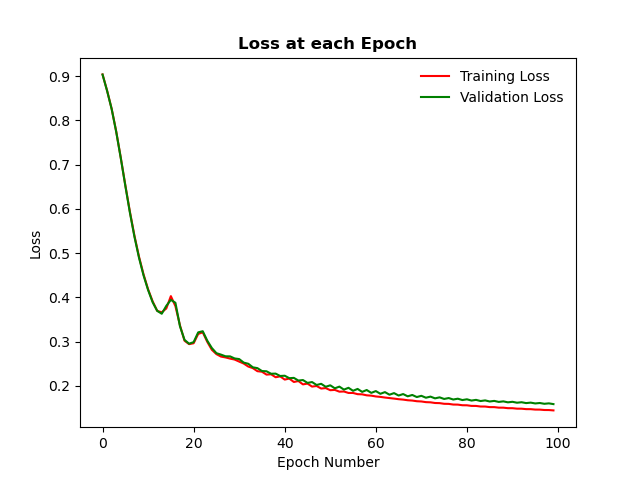 Loss at each Epoch
Training Loss
Validation Loss
0.9
0.8
0.7
0.6
0.5
0.4
0.3
0.2
Loss
0 20 40 60 80 100
Epoch Number